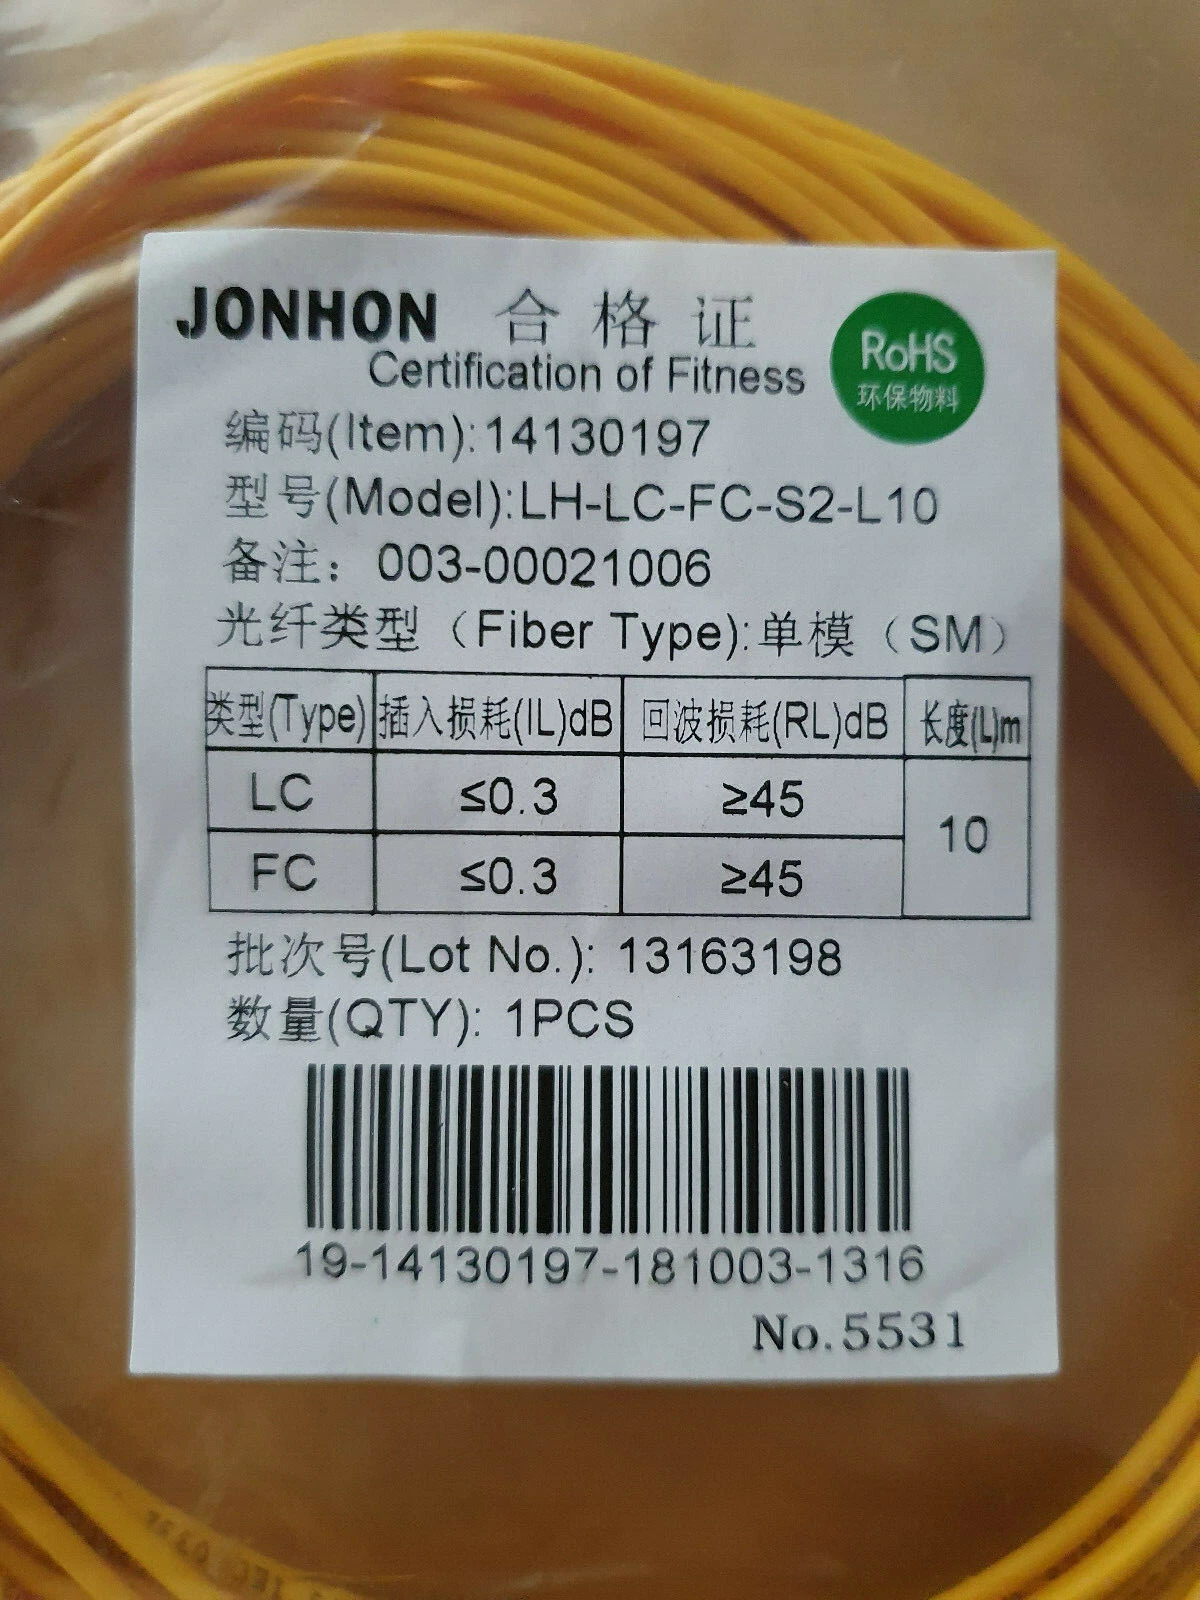 JONHON 合格证
Certification of Fitness
RoHS
环保物料
编码(Item):14130197
型号(Model):LH-LC-FC-S2-L10
备注：003-00021006
光纤类型（Fiber Type):单模（SM）
类型(Type) 插入损耗(IL)dB 回波损耗(RL)dB 长度(L)m
LC ≤0.3 ≥45 10
FC ≤0.3 ≥45
批次号(Lot No.): 13163198
数量(QTY): 1PCS
19-14130197-181003-1316
No.5531